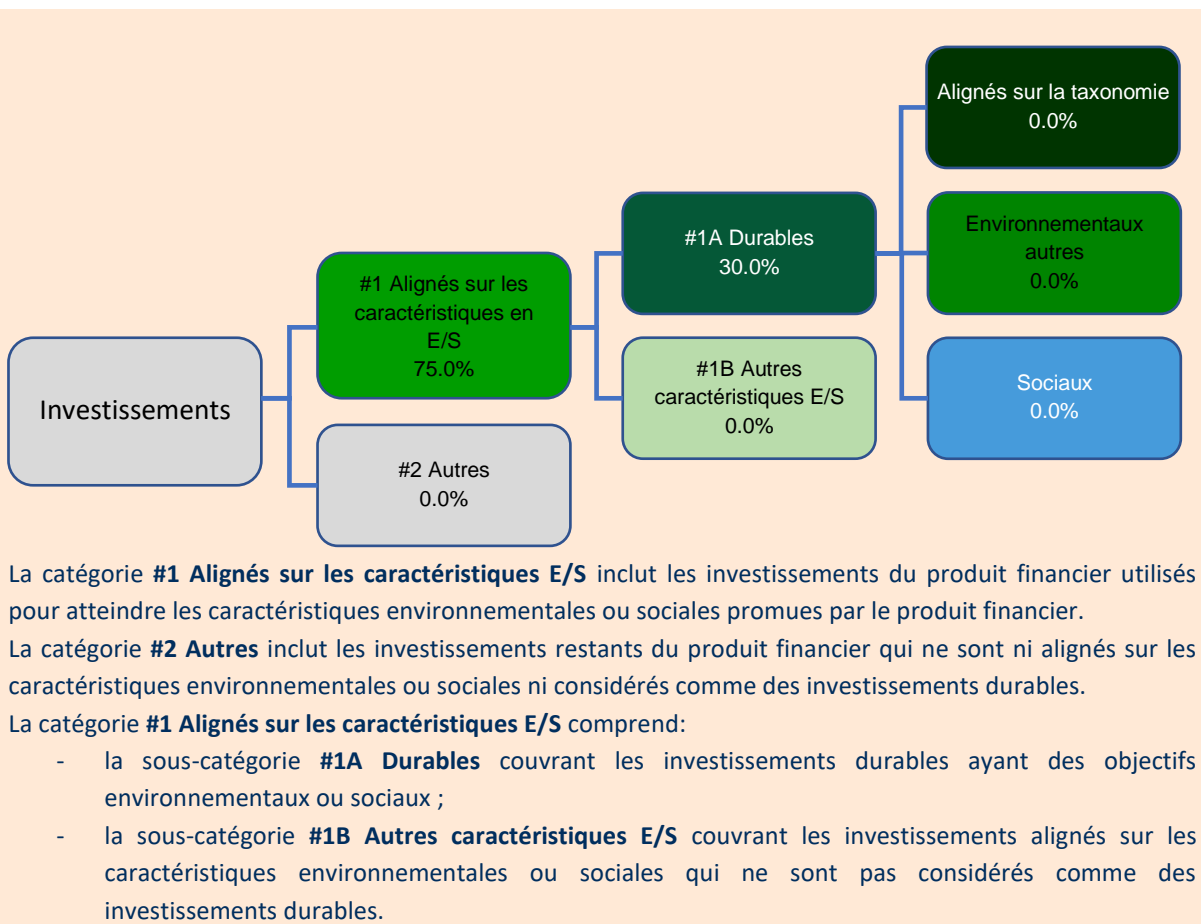 Investissements
#1 Alignés sur les
caractéristiques en
E/S
75.0%
#2 Autres
0.0%
#1A Durables
30.0%
#1B Autres
caractéristiques E/S
0.0%
Alignés sur la taxonomie
0.0%
Environnementaux
autres
0.0%
Sociaux
0.0%
La catégorie #1 Alignés sur les caractéristiques E/S inclut les investissements du produit financier utilisés
pour atteindre les caractéristiques environnementales ou sociales promues par le produit financier.
La catégorie #2 Autres inclut les investissements restants du produit financier qui ne sont ni alignés sur les
caractéristiques environnementales ou sociales ni considérés comme des investissements durables.
La catégorie #1 Alignés sur les caractéristiques E/S comprend:
- la sous-catégorie #1A Durables couvrant les investissements durables ayant des objectifs
environnementaux ou sociaux ;
- la sous-catégorie #1B Autres caractéristiques E/S couvrant les investissements alignés sur les
caractéristiques environnementales ou sociales qui ne sont pas considérés comme des
investissements durables.